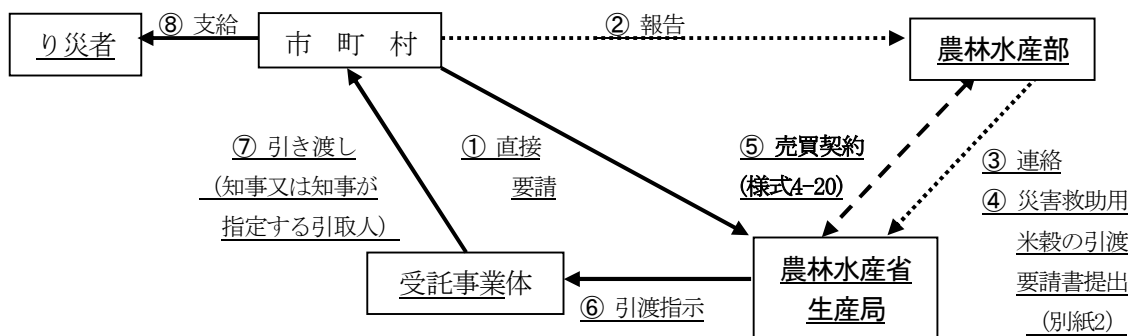 り災者
⑧ 支給
市 町 村
② 報告
農林水産部
⑦ 引き渡し
（知事又は知事が
指定する引取人）
① 直接
要請
⑤ 売買契約
(様式4-20)
③ 連絡
④ 災害救助用
米穀の引渡
要請書提出
（別紙2）
受託事業体
⑥ 引渡指示
農林水産省
生産局